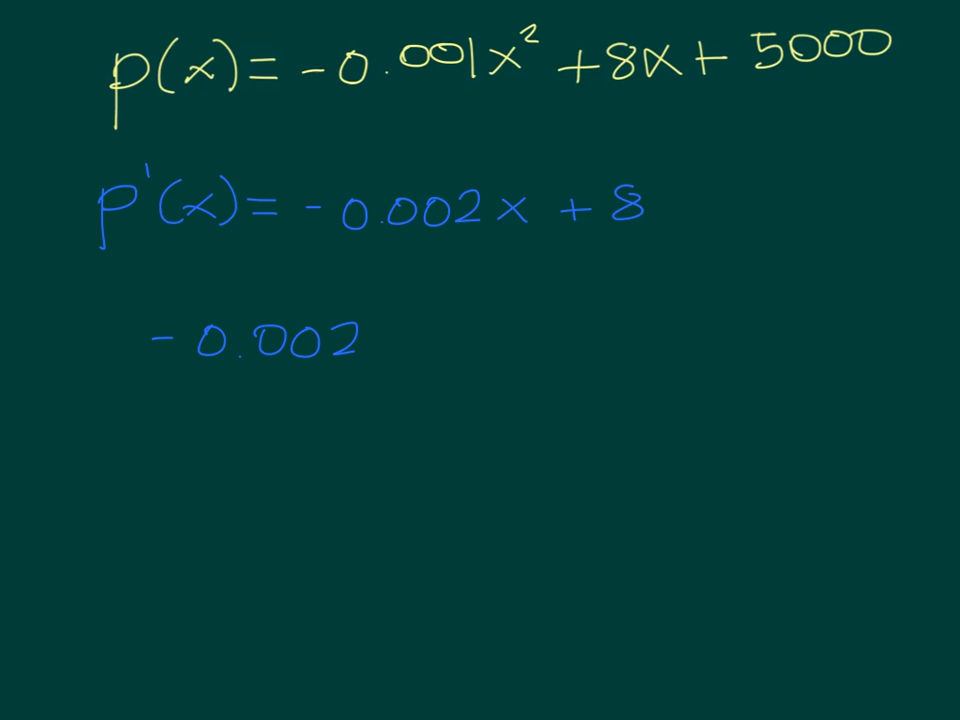 p(x) = -0.001x² + 8x + 5000
p'(x) = -0.002x + 8
-0.002